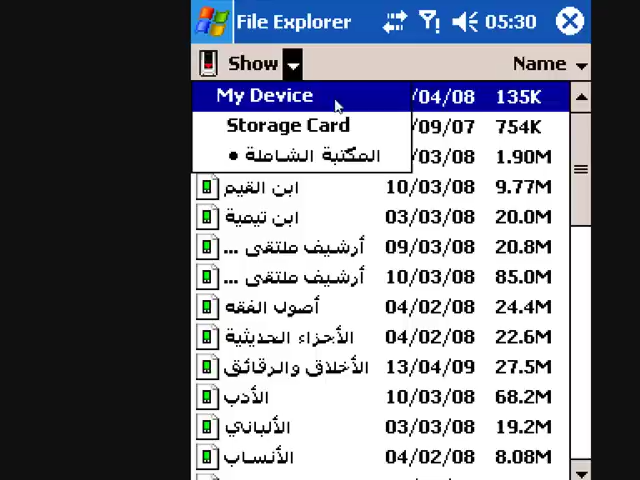 File Explorer 05:30
Show Name
My Device /04/08 135K
Storage Card /09/07 754K
المكتبة الشاملة /03/08 1.90M
ابن القيم 10/03/08 9.77M
ابن تيمية 03/03/08 20.0M
أرشيف ملتقى ... 09/03/08 20.8M
أرشيف ملتقى ... 10/03/08 85.0M
أصول الفقه 04/02/08 24.4M
الأجزاء الحديثية 04/02/08 22.6M
الأخلاق والرقائق 13/04/09 27.5M
الأدب 10/03/08 68.2M
الألباني 03/03/08 19.2M
الأنساب 04/02/08 8.08M